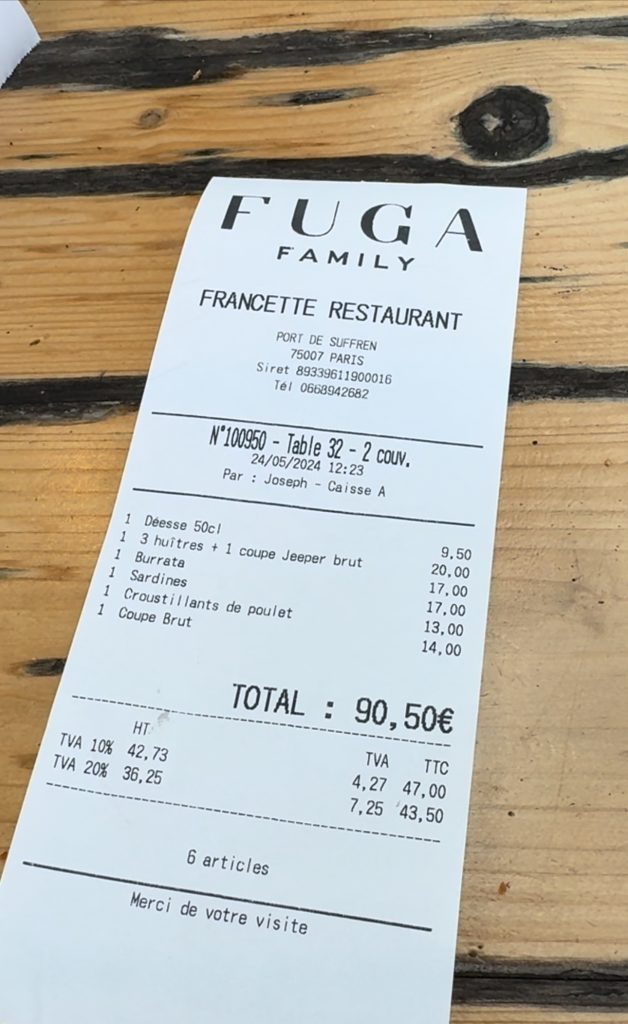 FUGA
FAMILY
FRANCETTE RESTAURANT
PORT DE SUFFREN
75007 PARIS
Siret 89339611900016
Tél 0668942682
N°100950 - Table 32 - 2 couv.
24/05/2024 12:23
Par : Joseph - Caisse A
1 Déesse 50cl 9,50
1 3 huîtres + 1 coupe Jeeper brut 20,00
1 Burrata 17,00
1 Sardines 17,00
1 Croustillants de poulet 13,00
1 Coupe Brut 14,00
TOTAL : 90,50€
HT TVA TTC
TVA 10% 42,73 4,27 47,00
TVA 20% 36,25 7,25 43,50
6 articles
Merci de votre visite